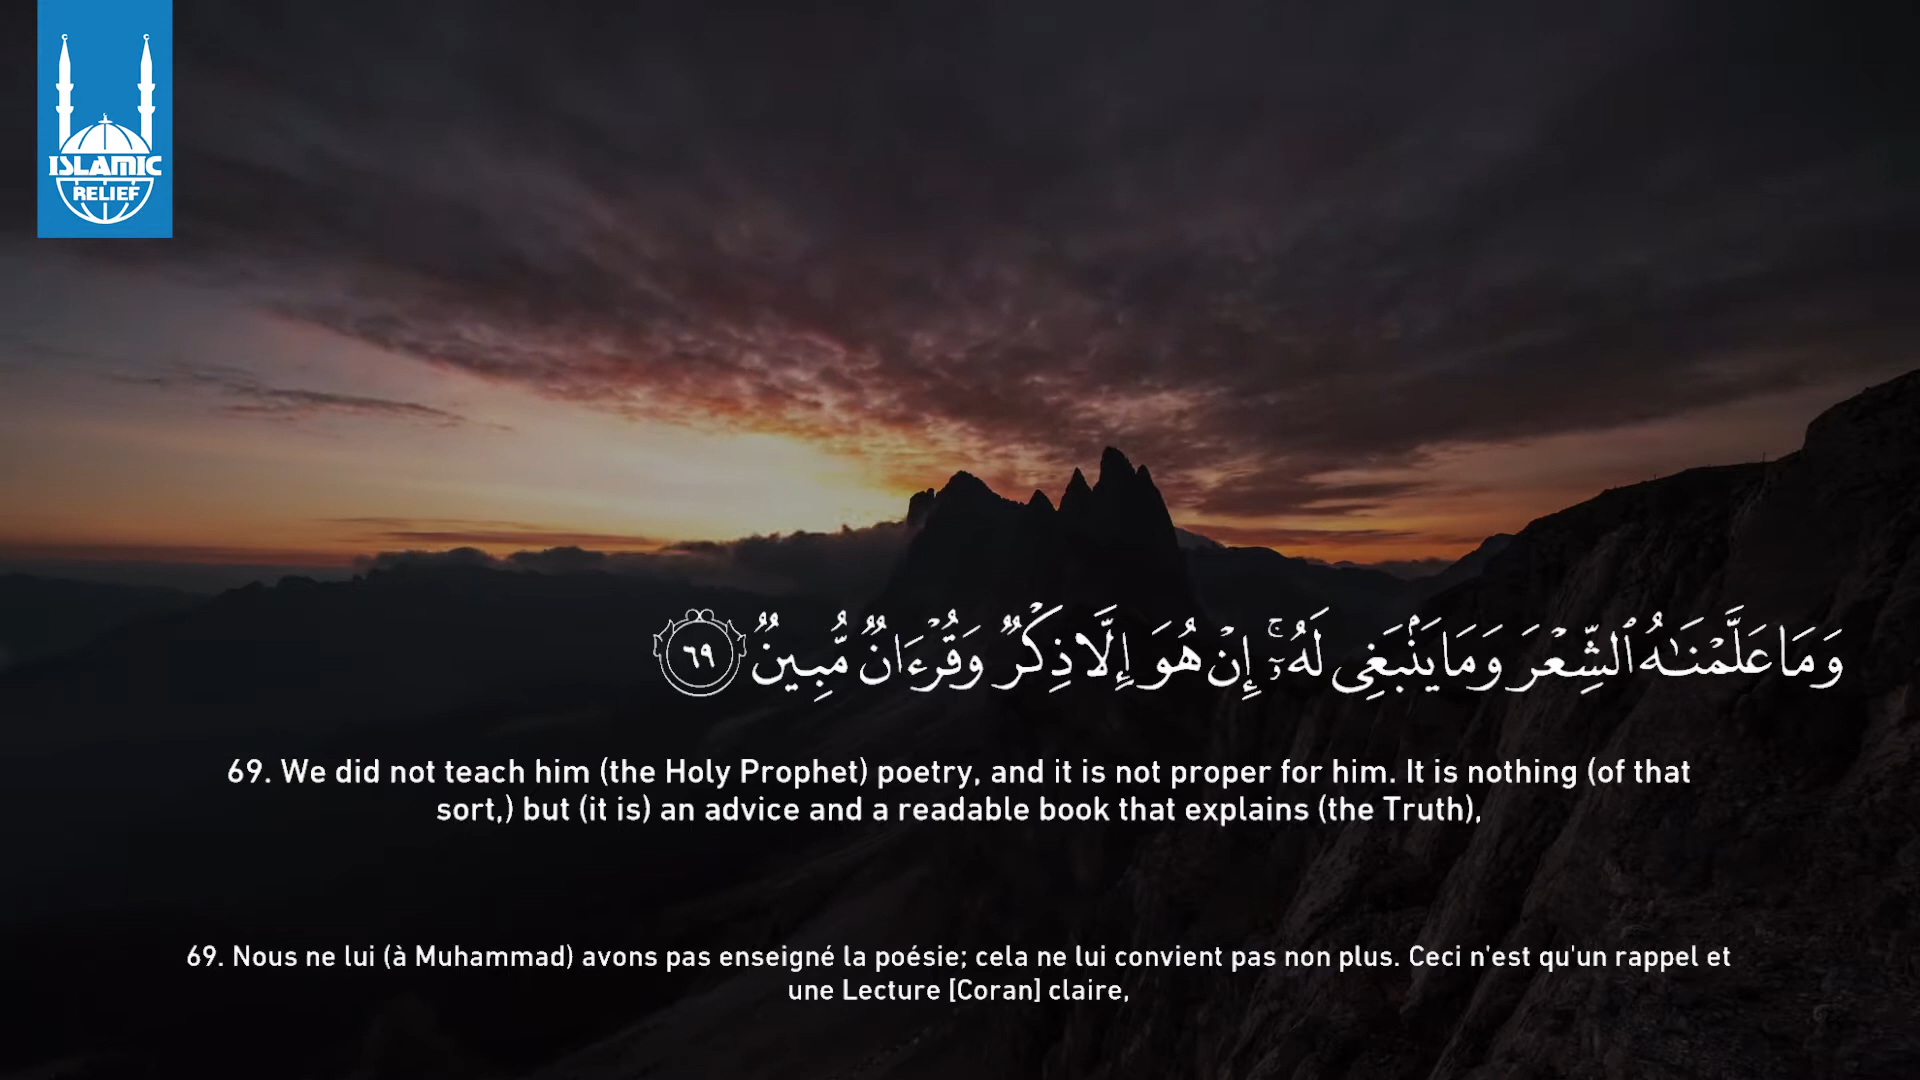 ISLAMIC
RELIEF
وَمَا عَلَّمْنَٰهُ ٱلشِّعْرَ وَمَا يَنۢبَغِى لَهُۥٓ ۚ إِنْ هُوَ إِلَّا ذِكْرٌ وَقُرْءَانٌ مُّبِينٌ ٦٩
69. We did not teach him (the Holy Prophet) poetry, and it is not proper for him. It is nothing (of that
sort,) but (it is) an advice and a readable book that explains (the Truth),
69. Nous ne lui (à Muhammad) avons pas enseigné la poésie; cela ne lui convient pas non plus. Ceci n'est qu'un rappel et
une Lecture [Coran] claire,